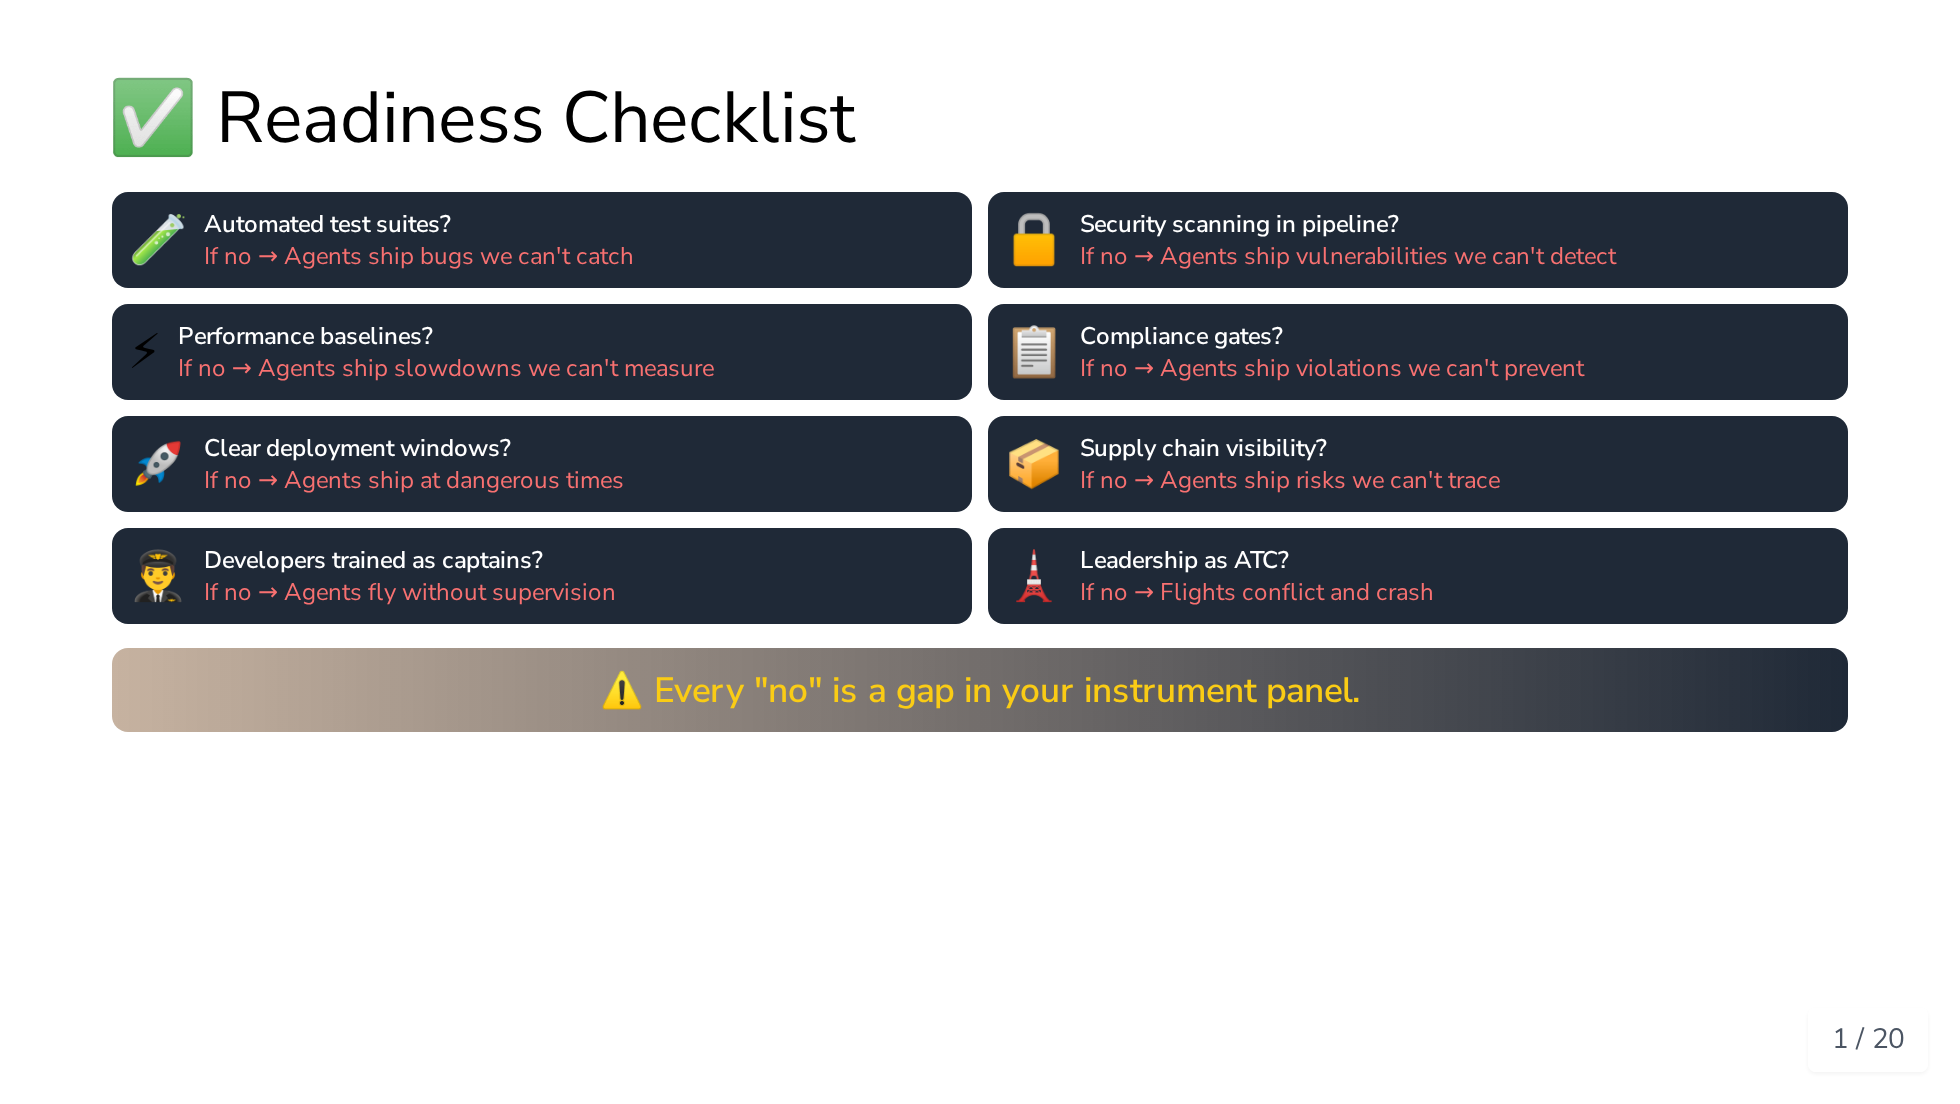 ✅ Readiness Checklist
🧪 Automated test suites?
If no → Agents ship bugs we can't catch
🔒 Security scanning in pipeline?
If no → Agents ship vulnerabilities we can't detect
⚡ Performance baselines?
If no → Agents ship slowdowns we can't measure
📋 Compliance gates?
If no → Agents ship violations we can't prevent
🚀 Clear deployment windows?
If no → Agents ship at dangerous times
📦 Supply chain visibility?
If no → Agents ship risks we can't trace
👨‍✈️ Developers trained as captains?
If no → Agents fly without supervision
🗼 Leadership as ATC?
If no → Flights conflict and crash
⚠️ Every "no" is a gap in your instrument panel.
1 / 20